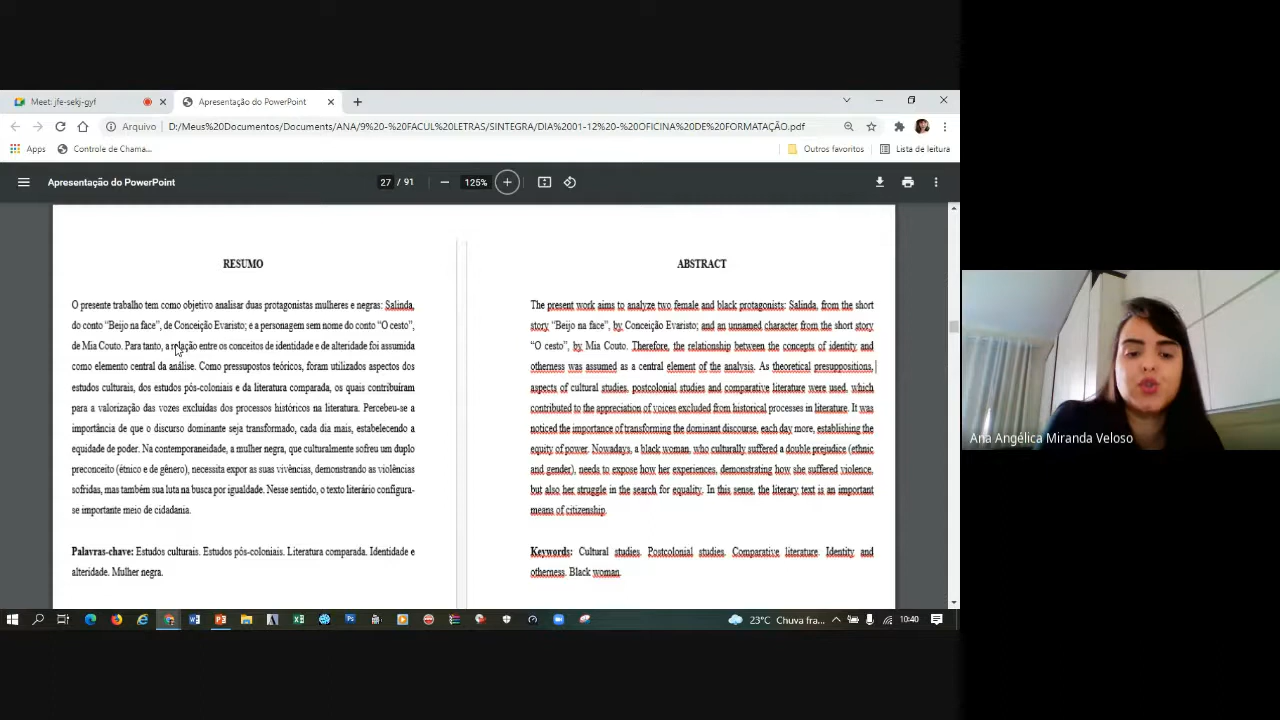 Meet: jfe-sekj-gyf
Apresentação do PowerPoint
Arquivo D:/Meus%20Documentos/Documents/ANA/9%20-%20FACUL%20LETRAS/SINTEGRA/DIA%2001-12%20-%20OFICINA%20DE%20FORMATAÇÃO.pdf
Apps Controle de Chama... Outros favoritos Lista de leitura
Apresentação do PowerPoint 27 / 91 125%
RESUMO
O presente trabalho tem como objetivo analisar duas protagonistas mulheres e negras: Salinda,
do conto “Beijo na face”, de Conceição Evaristo; e a personagem sem nome do conto “O cesto”,
de Mia Couto. Para tanto, a relação entre os conceitos de identidade e de alteridade foi assumida
como elemento central da análise. Como pressupostos teóricos, foram utilizados aspectos dos
estudos culturais, dos estudos pós-coloniais e da literatura comparada, os quais contribuíram
para a valorização das vozes excluídas dos processos históricos na literatura. Percebeu-se a
importância de que o discurso dominante seja transformado, cada dia mais, estabelecendo a
equidade de poder. Na contemporaneidade, a mulher negra, que culturalmente sofreu um duplo
preconceito (étnico e de gênero), necessita expor as suas vivências, demonstrando as violências
sofridas, mas também sua luta na busca por igualdade. Nesse sentido, o texto literário configura-
se importante meio de cidadania.
Palavras-chave: Estudos culturais. Estudos pós-coloniais. Literatura comparada. Identidade e
alteridade. Mulher negra.
ABSTRACT
The present work aims to analyze two female and black protagonists: Salinda, from the short
story “Beijo na face”, by Conceição Evaristo; and an unnamed character from the short story
“O cesto”, by Mia Couto. Therefore, the relationship between the concepts of identity and
otherness was assumed as a central element of the analysis. As theoretical presuppositions,
aspects of cultural studies, postcolonial studies and comparative literature were used, which
contributed to the appreciation of voices excluded from historical processes in literature. It was
noticed the importance of transforming the dominant discourse, each day more, establishing the
equity of power. Nowadays, a black woman, who culturally suffered a double prejudice (ethnic
and gender), needs to expose how her experiences, demonstrating how she suffered violence,
but also her struggle in the search for equality. In this sense, the literary text is an important
means of citizenship.
Keywords: Cultural studies. Postcolonial studies. Comparative literature. Identity and
otherness. Black woman.
23°C Chuva fra... 10:40
Ana Angélica Miranda Veloso